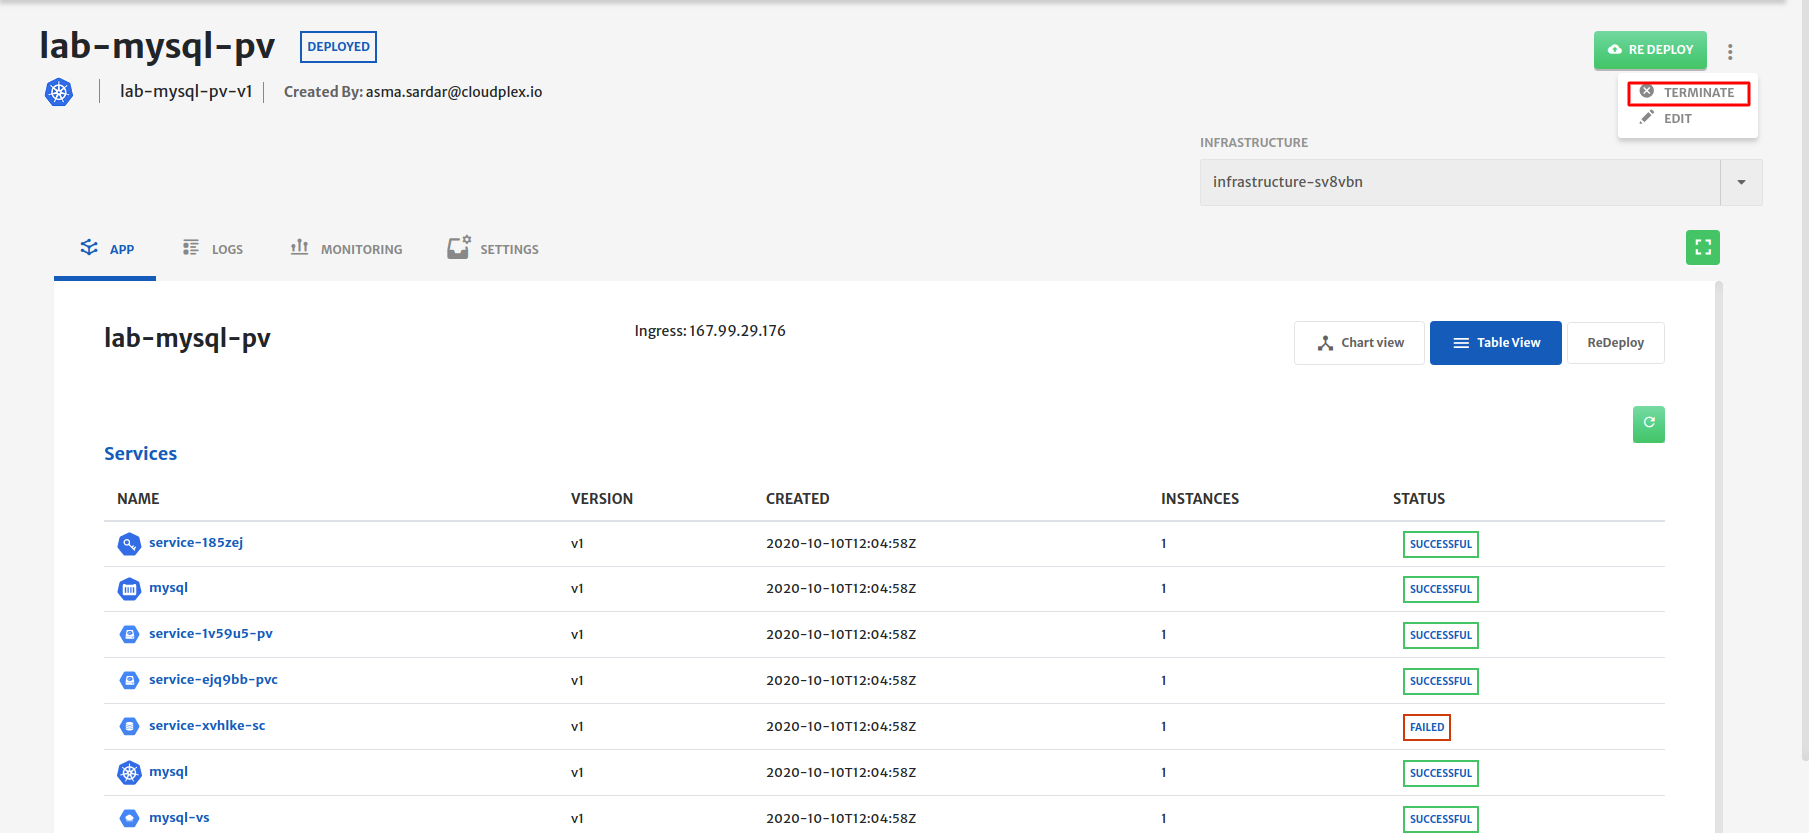 lab-mysql-pv DEPLOYED
RE DEPLOY
lab-mysql-pv-v1 Created By: asma.sardar@cloudplex.io
TERMINATE
EDIT
INFRASTRUCTURE
infrastructure-sv8vbn
APP LOGS MONITORING SETTINGS
lab-mysql-pv Ingress: 167.99.29.176 Chart view Table View ReDeploy
Services
NAME VERSION CREATED INSTANCES STATUS
service-185zej v1 2020-10-10T12:04:58Z 1 SUCCESSFUL
mysql v1 2020-10-10T12:04:58Z 1 SUCCESSFUL
service-1v59u5-pv v1 2020-10-10T12:04:58Z 1 SUCCESSFUL
service-ejq9bb-pvc v1 2020-10-10T12:04:58Z 1 SUCCESSFUL
service-xvhlke-sc v1 2020-10-10T12:04:58Z 1 FAILED
mysql v1 2020-10-10T12:04:58Z 1 SUCCESSFUL
mysql-vs v1 2020-10-10T12:04:58Z 1 SUCCESSFUL